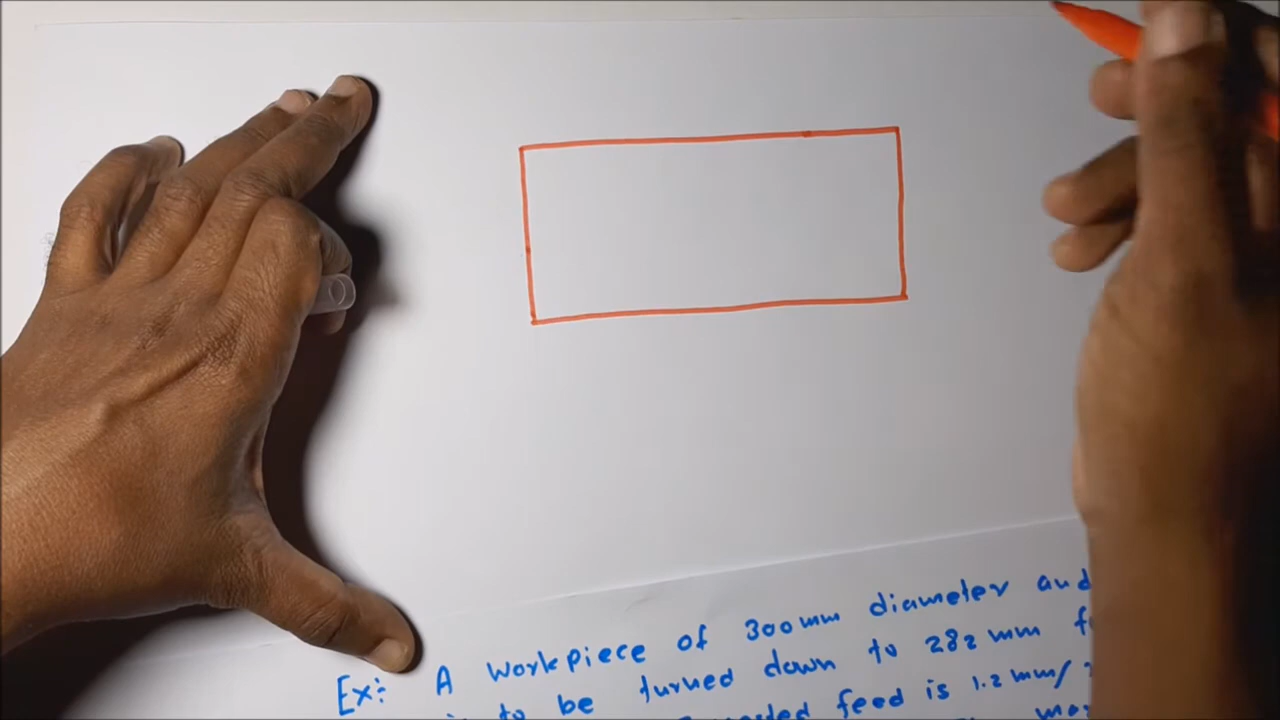 Ex: A workpiece of 300mm diameter and
to be turned down to 282mm
feed is 1.2mm/